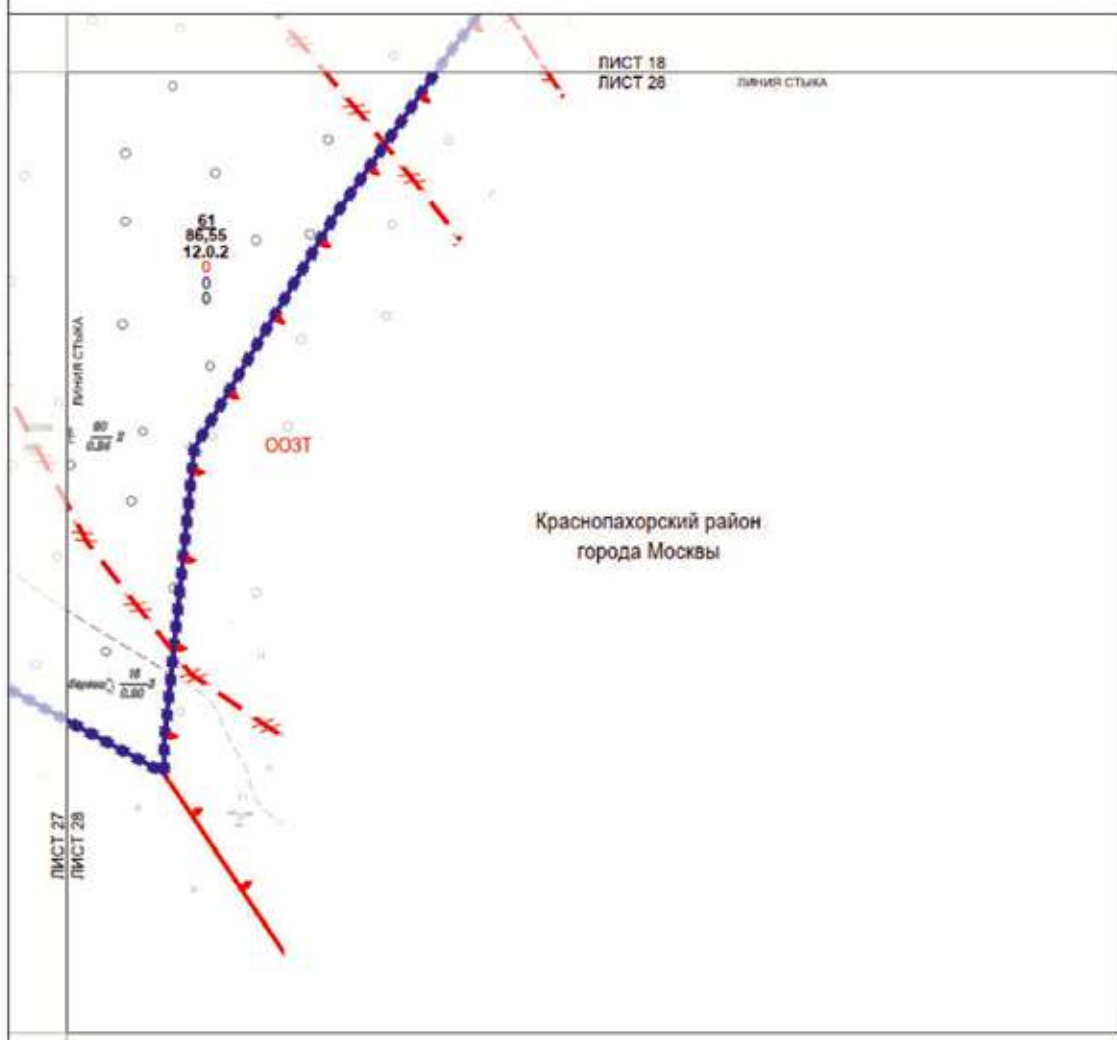 ЛИСТ 18
ЛИСТ 28
ЛИНИЯ СТЫКА
61
86,55
12.0.2
0
0
0
ЛИНИЯ СТЫКА
ООЗТ
Краснопахорский район
города Москвы
береза
ЛИСТ 27
ЛИСТ 28